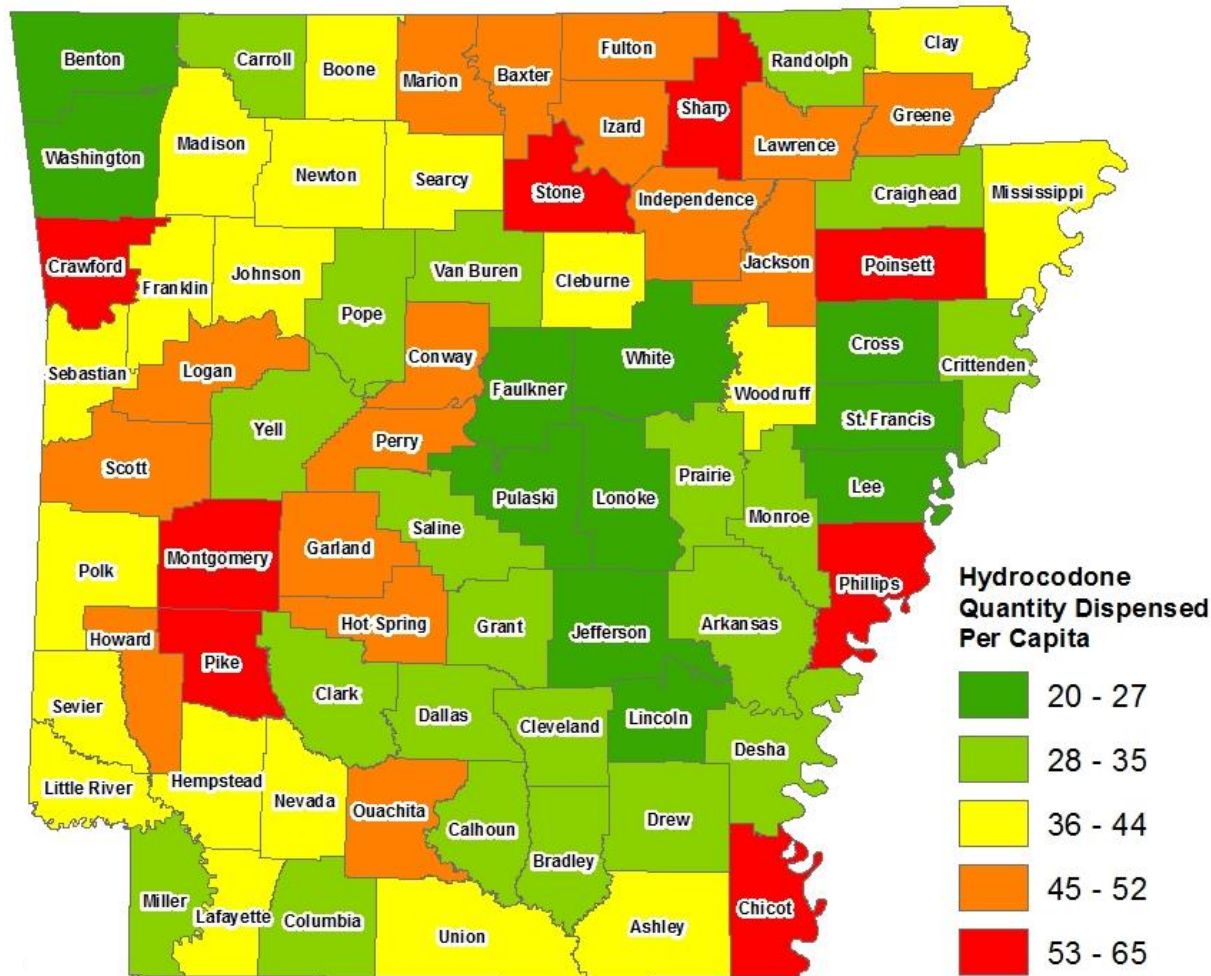 Benton
Carroll
Boone
Marion
Baxter
Fulton
Sharp
Randolph
Clay
Washington
Madison
Newton
Searcy
Stone
Izard
Lawrence
Greene
Independence
Craighead
Mississippi
Crawford
Franklin
Johnson
Pope
Van Buren
Cleburne
Jackson
Poinsett
Sebastian
Logan
Conway
Faulkner
White
Woodruff
Cross
Crittenden
Yell
Perry
St. Francis
Scott
Pulaski
Lonoke
Prairie
Lee
Monroe
Saline
Polk
Montgomery
Garland
Phillips
Howard
Pike
Hot Spring
Grant
Jefferson
Arkansas
Sevier
Clark
Dallas
Cleveland
Lincoln
Desha
Little River
Hempstead
Nevada
Ouachita
Calhoun
Bradley
Drew
Miller
Lafayette
Columbia
Union
Ashley
Chicot
Hydrocodone
Quantity Dispensed
Per Capita
20 - 27
28 - 35
36 - 44
45 - 52
53 - 65